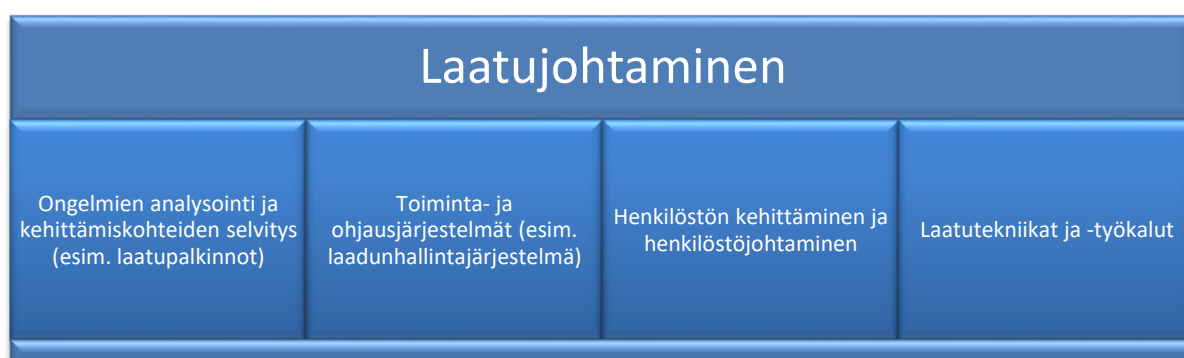 Laatujohtaminen
Ongelmien analysointi ja
kehittämiskohteiden selvitys
(esim. laatupalkinnot)
Toiminta- ja
ohjausjärjestelmät (esim.
laadunhallintajärjestelmä)
Henkilöstön kehittäminen ja
henkilöstöjohtaminen
Laatutekniikat ja -työkalut